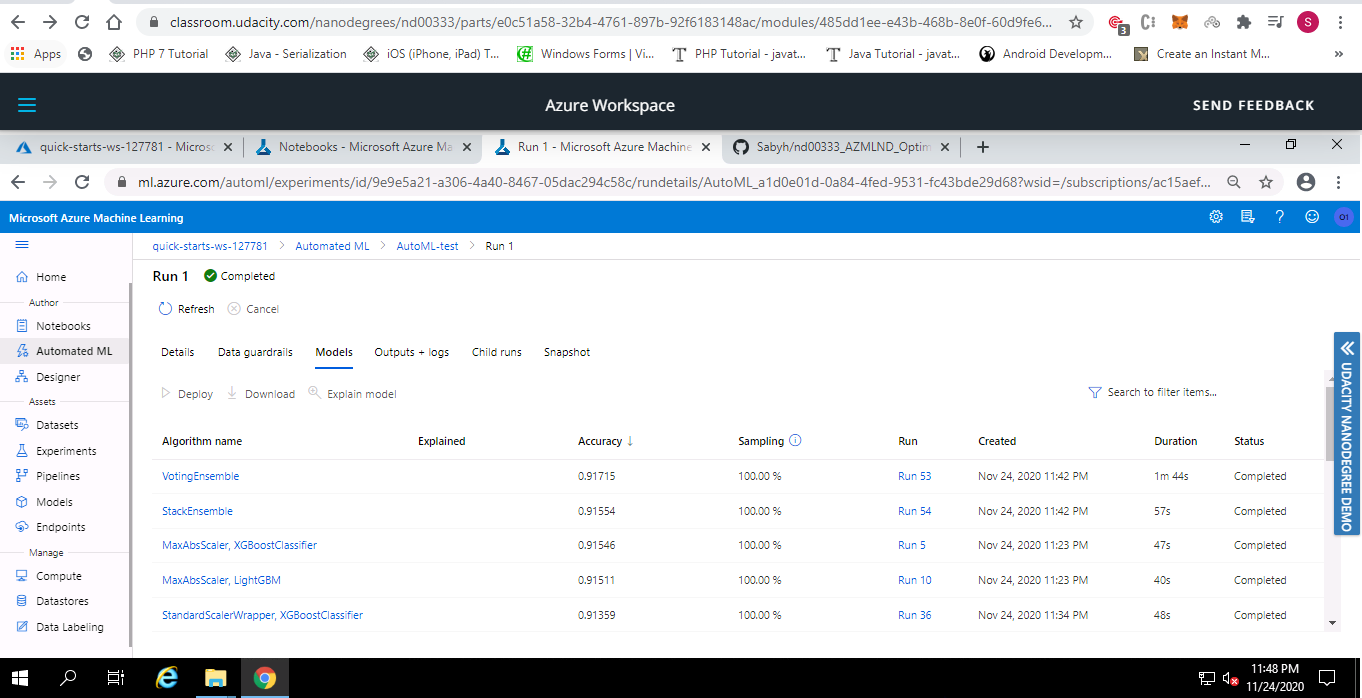 classroom.udacity.com/nanodegrees/nd00333/parts/e0c51a58-32b4-4761-897b-92f6183148ac/modules/485dd1ee-e43b-468b-8e0f-60d9fe6...
3
S
Apps PHP 7 Tutorial Java - Serialization iOS (iPhone, iPad) T... Windows Forms | Vi... PHP Tutorial - javat... Java Tutorial - javat... Android Developm... Create an Instant M... »
Azure Workspace SEND FEEDBACK
quick-starts-ws-127781 - Micros Notebooks - Microsoft Azure Ma Run 1 - Microsoft Azure Machine Sabyh/nd00333_AZMLND_Optim
ml.azure.com/automl/experiments/id/9e9e5a21-a306-4a40-8467-05dac294c58c/rundetails/AutoML_a1d0e01d-0a84-4fed-9531-fc43bde29d68?wsid=/subscriptions/ac15aef...
Microsoft Azure Machine Learning
quick-starts-ws-127781 > Automated ML > AutoML-test > Run 1
Home
Author
Notebooks
Automated ML
Designer
Assets
Datasets
Experiments
Pipelines
Models
Endpoints
Manage
Compute
Datastores
Data Labeling
Run 1 Completed
Refresh Cancel
Details Data guardrails Models Outputs + logs Child runs Snapshot
Deploy Download Explain model Search to filter items...
Algorithm name Explained Accuracy ↓ Sampling Run Created Duration Status
VotingEnsemble 0.91715 100.00 % Run 53 Nov 24, 2020 11:42 PM 1m 44s Completed
StackEnsemble 0.91554 100.00 % Run 54 Nov 24, 2020 11:42 PM 57s Completed
MaxAbsScaler, XGBoostClassifier 0.91546 100.00 % Run 5 Nov 24, 2020 11:23 PM 47s Completed
MaxAbsScaler, LightGBM 0.91511 100.00 % Run 10 Nov 24, 2020 11:23 PM 40s Completed
StandardScalerWrapper, XGBoostClassifier 0.91359 100.00 % Run 36 Nov 24, 2020 11:34 PM 48s Completed
UDACITY NANODEGREE DEMO
11:48 PM
11/24/2020